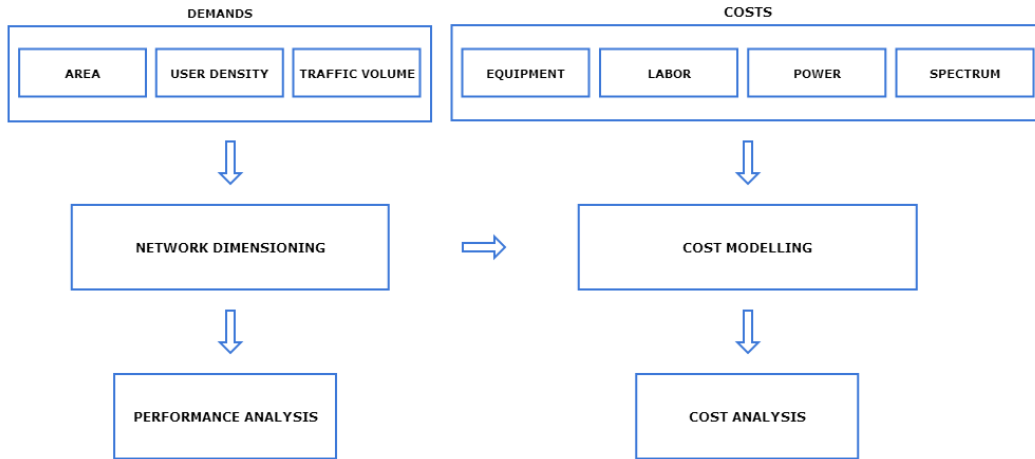 DEMANDS
COSTS
AREA
USER DENSITY
TRAFFIC VOLUME
EQUIPMENT
LABOR
POWER
SPECTRUM
NETWORK DIMENSIONING
COST MODELLING
PERFORMANCE ANALYSIS
COST ANALYSIS